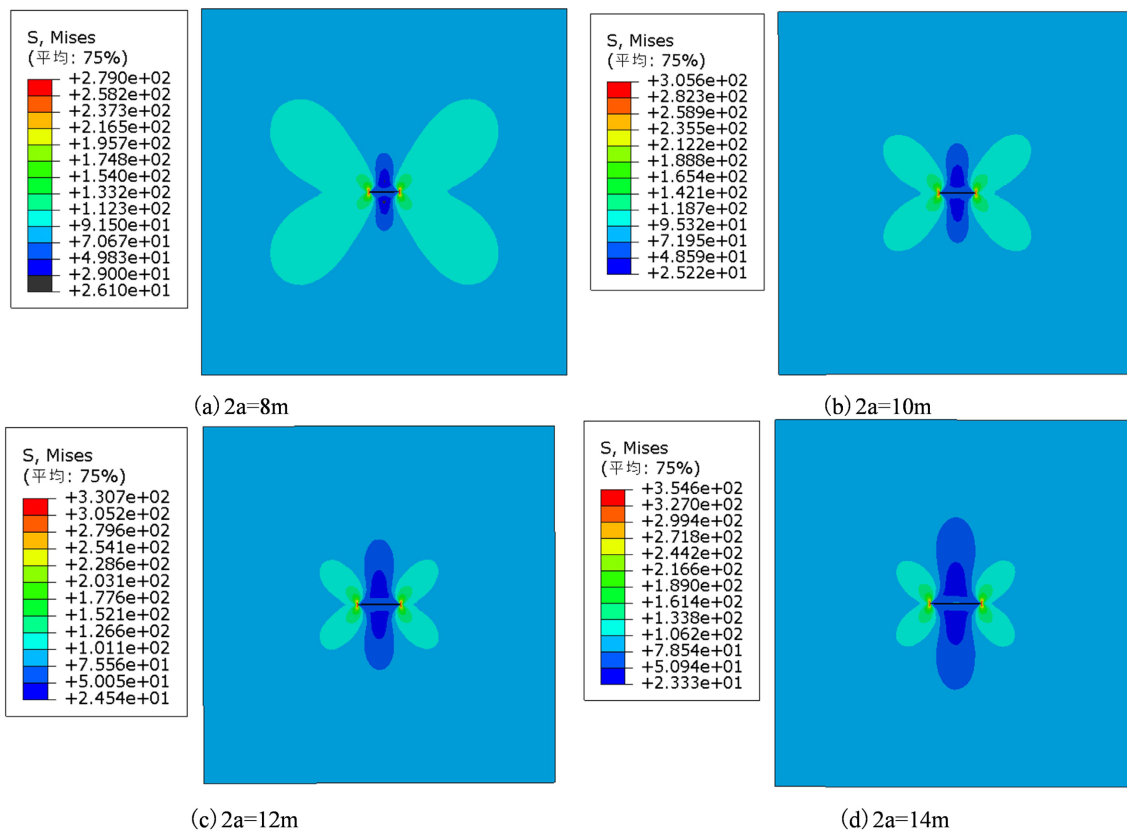 S, Mises
(平均: 75%)
+2.790e+02
+2.582e+02
+2.373e+02
+2.165e+02
+1.957e+02
+1.748e+02
+1.540e+02
+1.332e+02
+1.123e+02
+9.150e+01
+7.067e+01
+4.983e+01
+2.900e+01
+2.610e+01
(a) 2a=8m
S, Mises
(平均: 75%)
+3.056e+02
+2.823e+02
+2.589e+02
+2.355e+02
+2.122e+02
+1.888e+02
+1.654e+02
+1.421e+02
+1.187e+02
+9.532e+01
+7.195e+01
+4.859e+01
+2.522e+01
(b) 2a=10m
S, Mises
(平均: 75%)
+3.307e+02
+3.052e+02
+2.796e+02
+2.541e+02
+2.286e+02
+2.031e+02
+1.776e+02
+1.521e+02
+1.266e+02
+1.011e+02
+7.556e+01
+5.005e+01
+2.454e+01
(c) 2a=12m
S, Mises
(平均: 75%)
+3.546e+02
+3.270e+02
+2.994e+02
+2.718e+02
+2.442e+02
+2.166e+02
+1.890e+02
+1.614e+02
+1.338e+02
+1.062e+02
+7.854e+01
+5.094e+01
+2.333e+01
(d) 2a=14m